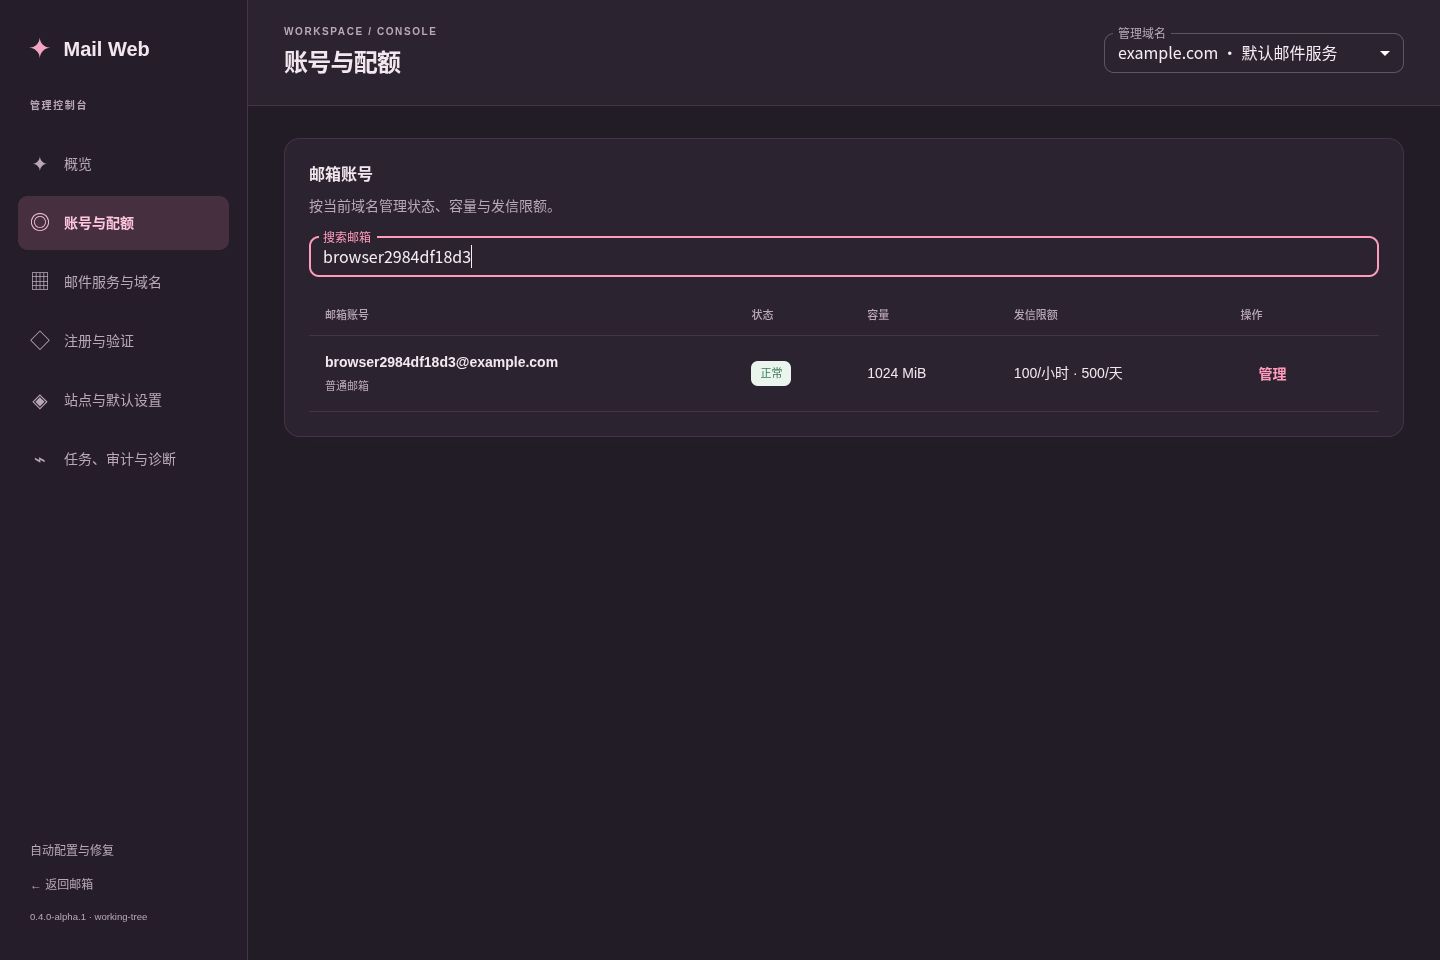 Mail Web
管理控制台
概览
账号与配额
邮件服务与域名
注册与验证
站点与默认设置
任务、审计与诊断
自动配置与修复
← 返回邮箱
0.4.0-alpha.1 · working-tree
WORKSPACE / CONSOLE
账号与配额
管理域名
example.com · 默认邮件服务
邮箱账号
按当前域名管理状态、容量与发信限额。
搜索邮箱
browser2984df18d3
邮箱账号 状态 容量 发信限额 操作
browser2984df18d3@example.com 正常 1024 MiB 100/小时 · 500/天 管理
普通邮箱